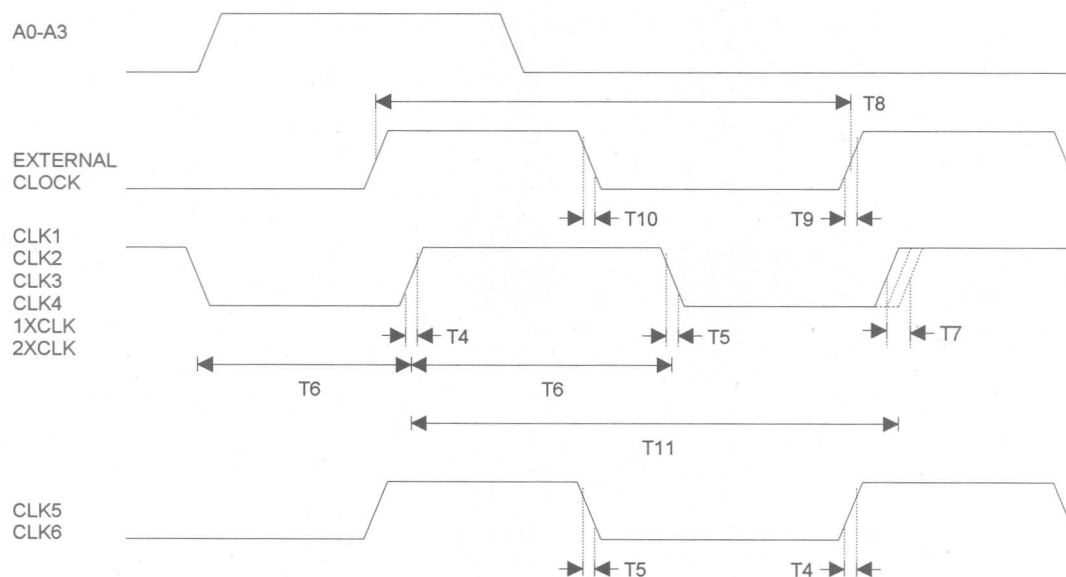 A0-A3
T8
EXTERNAL
CLOCK
T10
T9
CLK1
CLK2
CLK3
CLK4
1XCLK
2XCLK
T4
T5
T7
T6
T6
T11
CLK5
CLK6
T5
T4